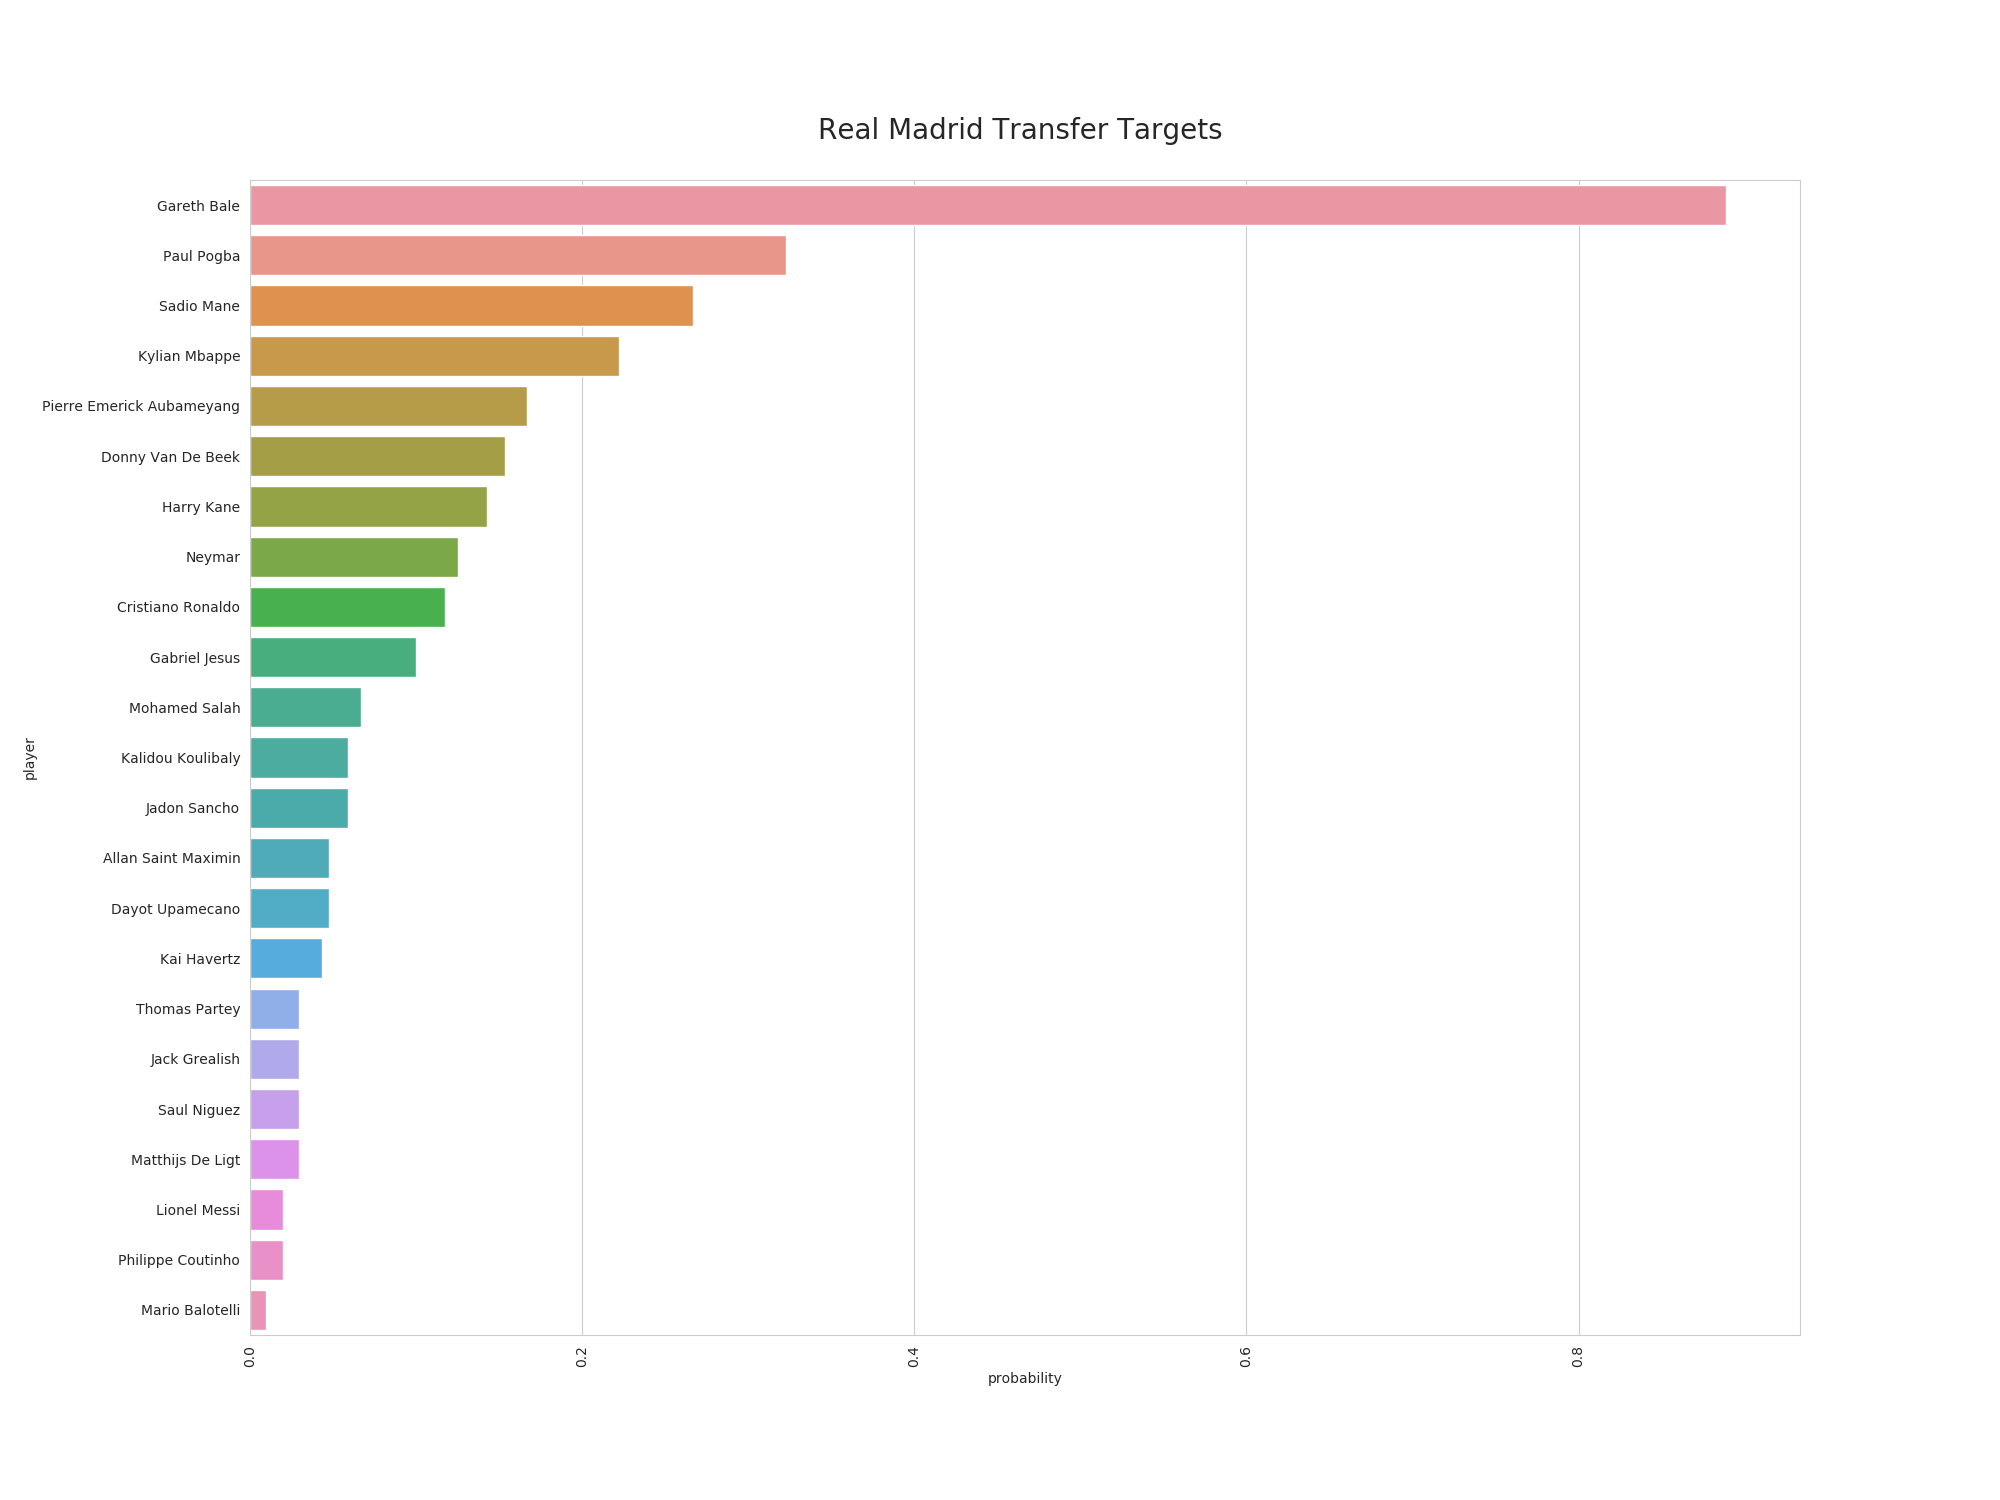 Real Madrid Transfer Targets
Gareth Bale
Paul Pogba
Sadio Mane
Kylian Mbappe
Pierre Emerick Aubameyang
Donny Van De Beek
Harry Kane
Neymar
Cristiano Ronaldo
Gabriel Jesus
Mohamed Salah
Kalidou Koulibaly
Jadon Sancho
Allan Saint Maximin
Dayot Upamecano
Kai Havertz
Thomas Partey
Jack Grealish
Saul Niguez
Matthijs De Ligt
Lionel Messi
Philippe Coutinho
Mario Balotelli
player
0.0
0.2
0.4
0.6
0.8
probability